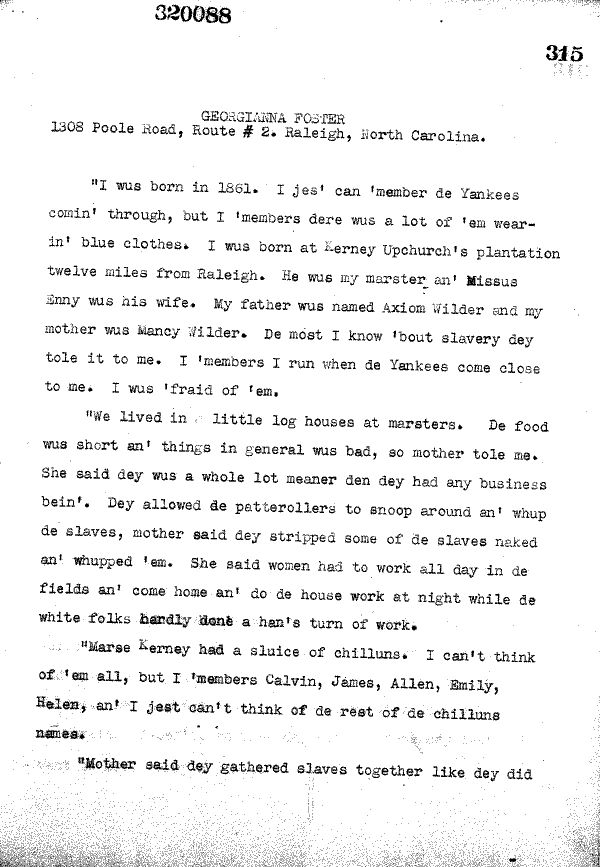 320088
315
GEORGIANNA FOSTER
1308 Poole Road, Route # 2. Raleigh, North Carolina.
"I wus born in 1861. I jes' can 'member de Yankees
comin' through, but I 'members dere wus a lot of 'em wear-
in' blue clothes. I wus born at Kerney Upchurch's plantation
twelve miles from Raleigh. He wus my marster an' Missus
Enny wus his wife. My father wus named Axiom Wilder and my
mother wus Mancy Wilder. De most I know 'bout slavery dey
tole it to me. I 'members I run when de Yankees come close
to me. I wus 'fraid of 'em.
"We lived in little log houses at marsters. De food
wus short an' things in general wus bad, so mother tole me.
She said dey wus a whole lot meaner den dey had any business
bein'. Dey allowed de patterollers to snoop around an' whup
de slaves, mother said dey stripped some of de slaves naked
an' whupped 'em. She said women had to work all day in de
fields an' come home an' do de house work at night while de
white folks hardly done a han's turn of work.
"Marse Kerney had a sluice of chilluns. I can't think
of 'em all, but I 'members Calvin, James, Allen, Emily,
Helen, an' I jest can't think of de rest of de chilluns
names.
"Mother said dey gathered slaves together like dey did